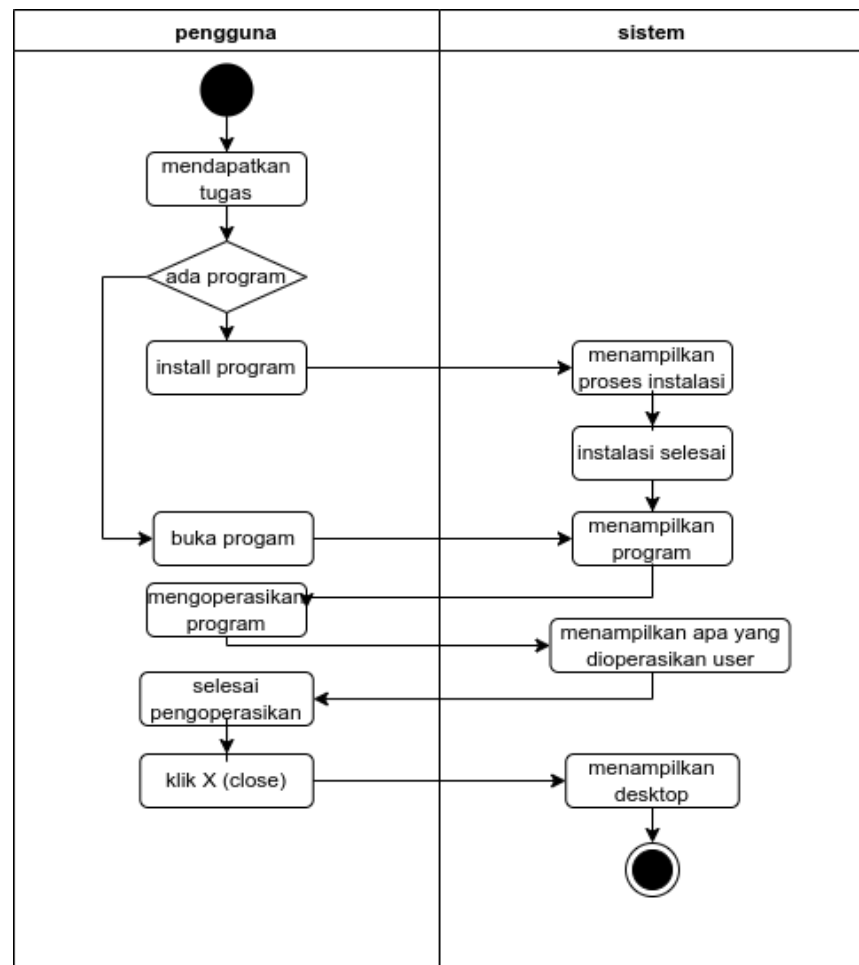 pengguna
sistem
mendapatkan
tugas
ada program
install program
menampilkan
proses instalasi
instalasi selesai
buka progam
menampilkan
program
mengoperasikan
program
menampilkan apa yang
dioperasikan user
selesai
pengoperasikan
klik X (close)
menampilkan
desktop